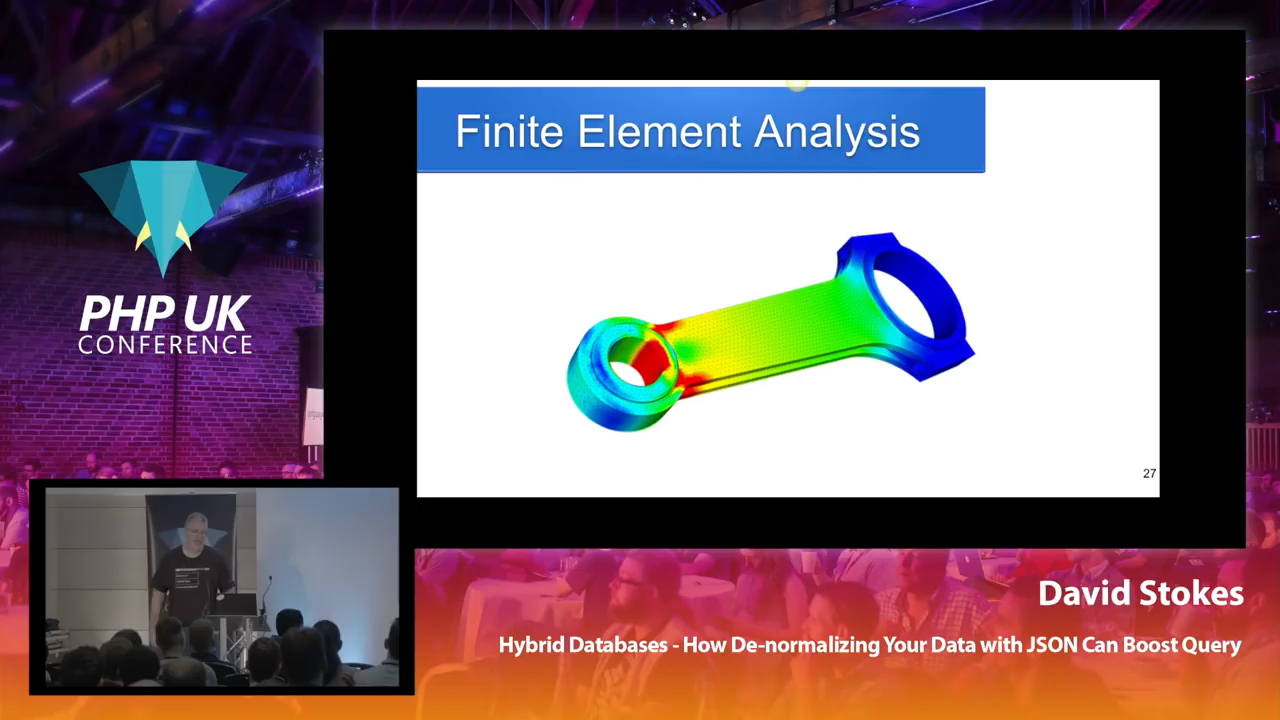 Finite Element Analysis
PHP UK
CONFERENCE
27
David Stokes
Hybrid Databases - How De-normalizing Your Data with JSON Can Boost Query